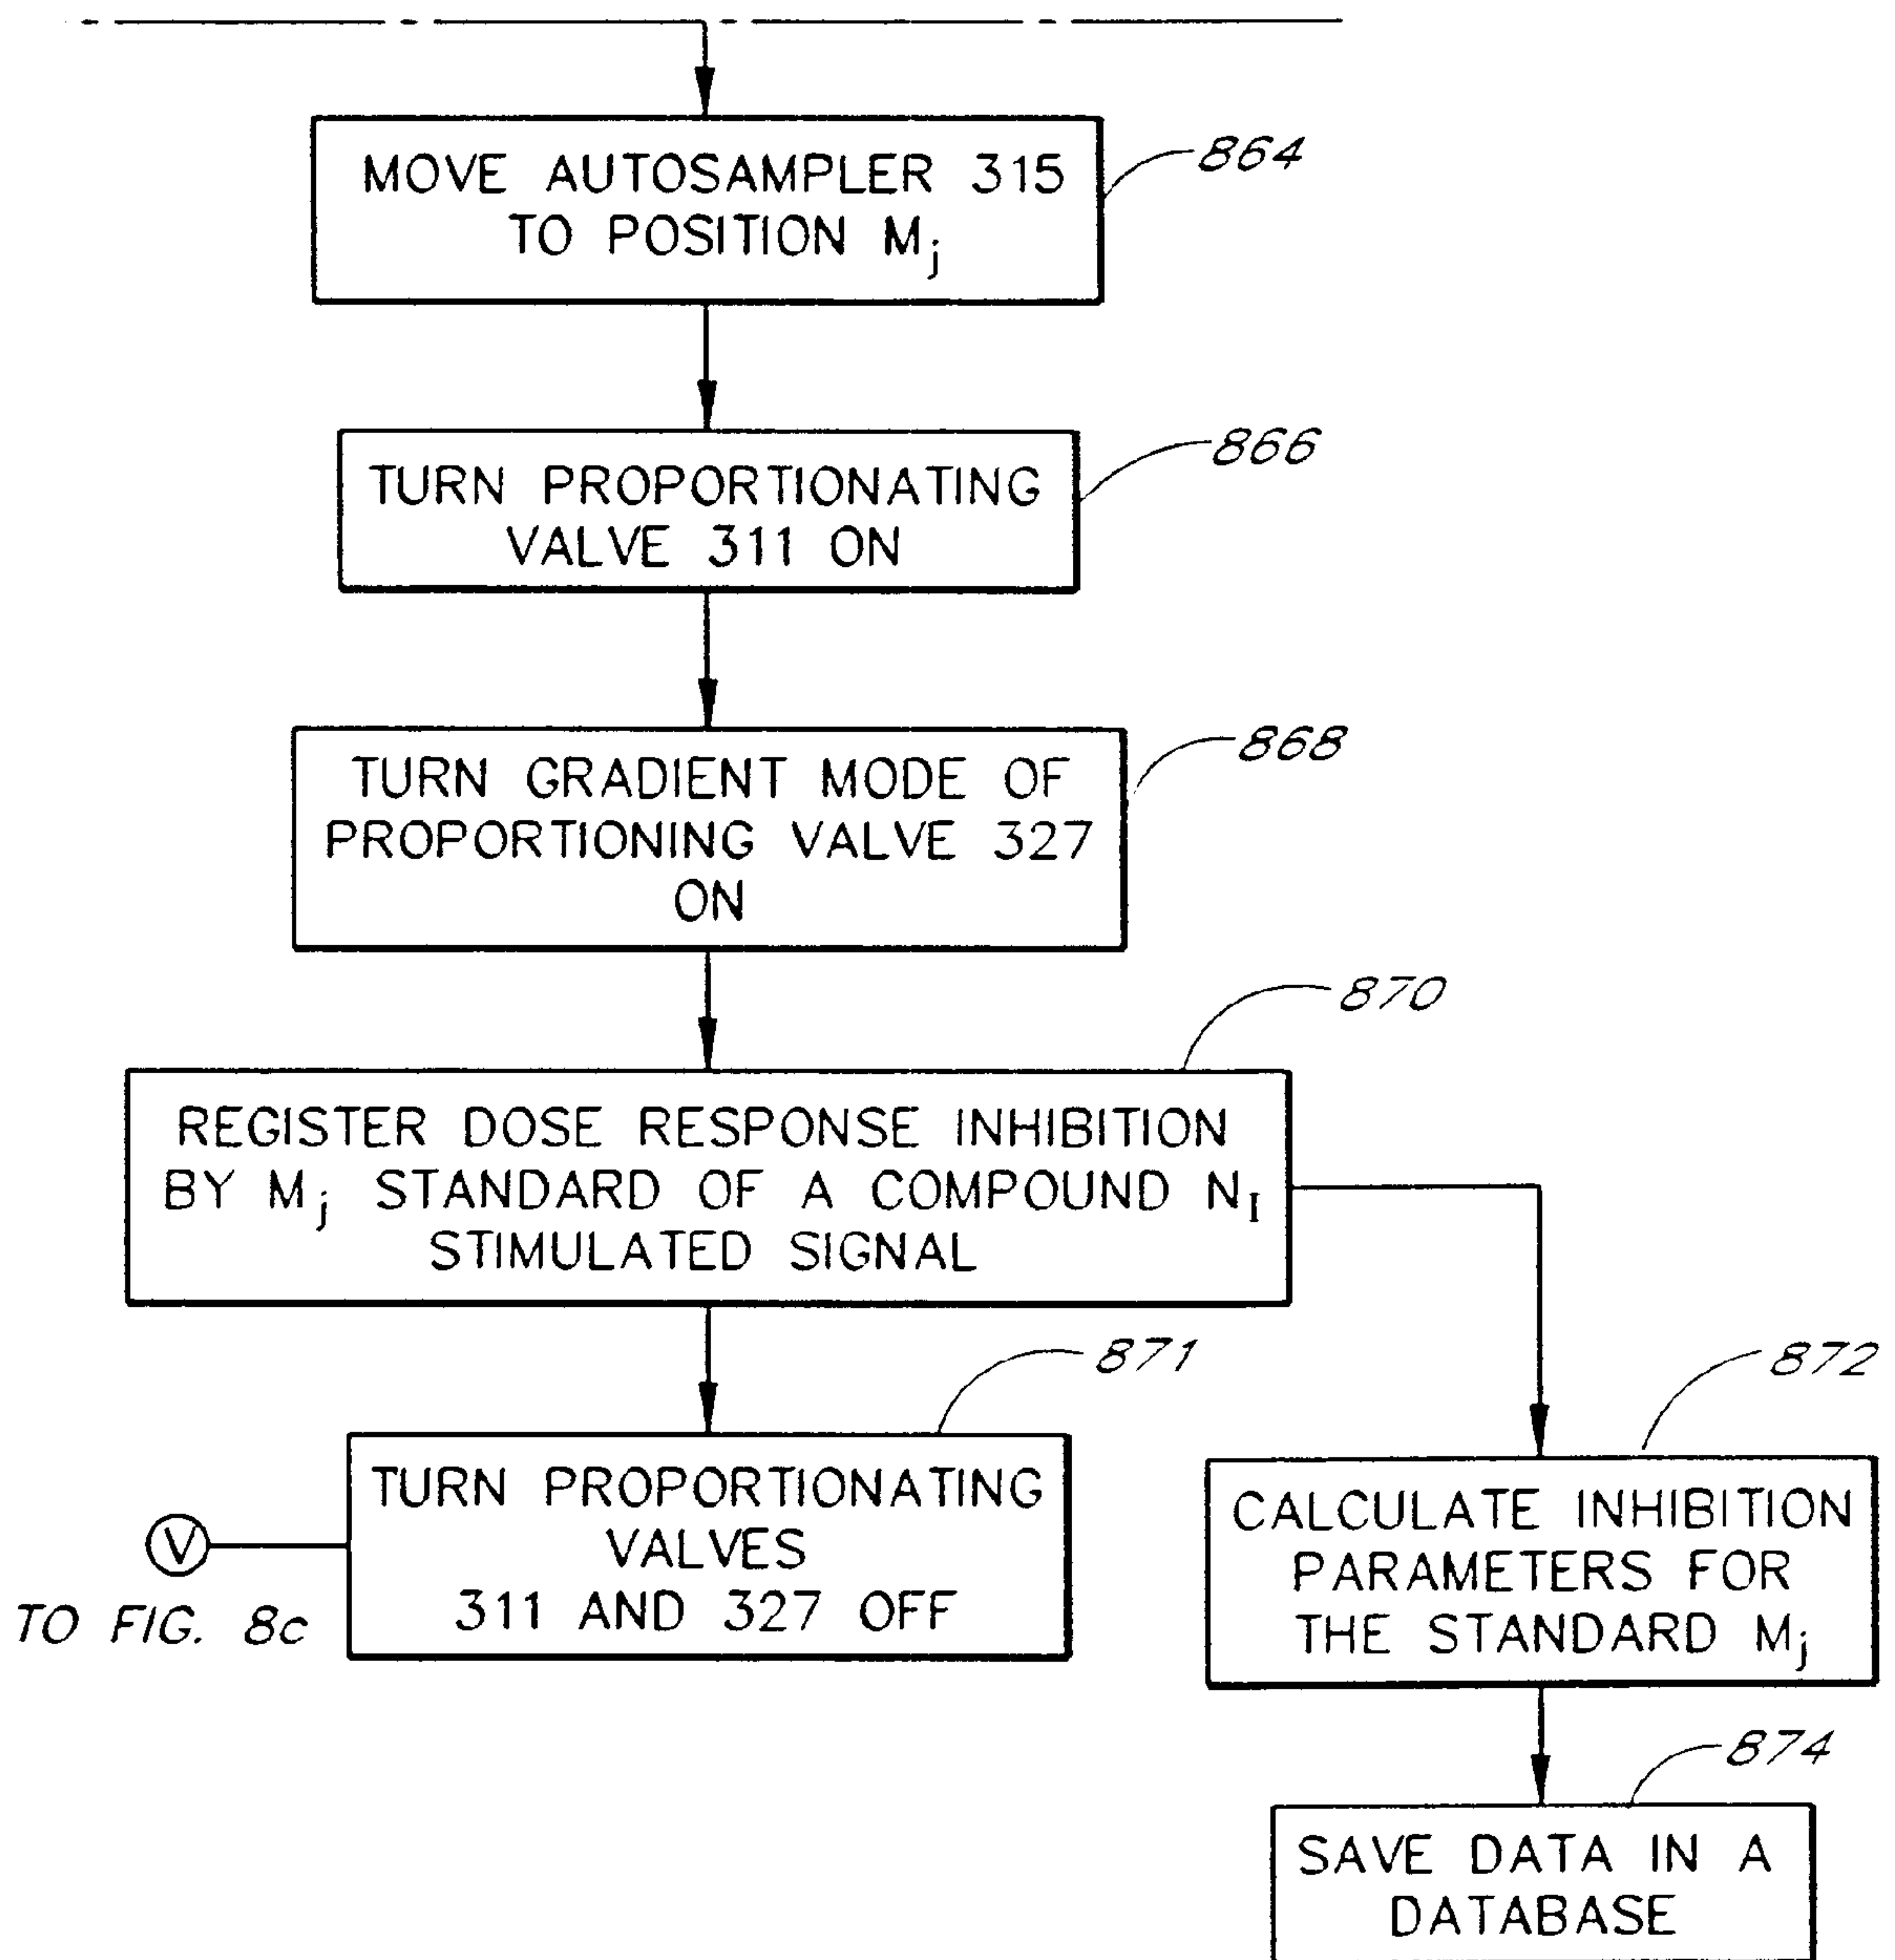 MOVE AUTOSAMPLER 315
TO POSITION Mj
864
TURN PROPORTIONATING
VALVE 311 ON
866
TURN GRADIENT MODE OF
PROPORTIONING VALVE 327
ON
868
REGISTER DOSE RESPONSE INHIBITION
BY Mj STANDARD OF A COMPOUND NI
STIMULATED SIGNAL
870
TURN PROPORTIONATING
VALVES
311 AND 327 OFF
871
V
TO FIG. 8c
CALCULATE INHIBITION
PARAMETERS FOR
THE STANDARD Mj
872
SAVE DATA IN A
DATABASE
874